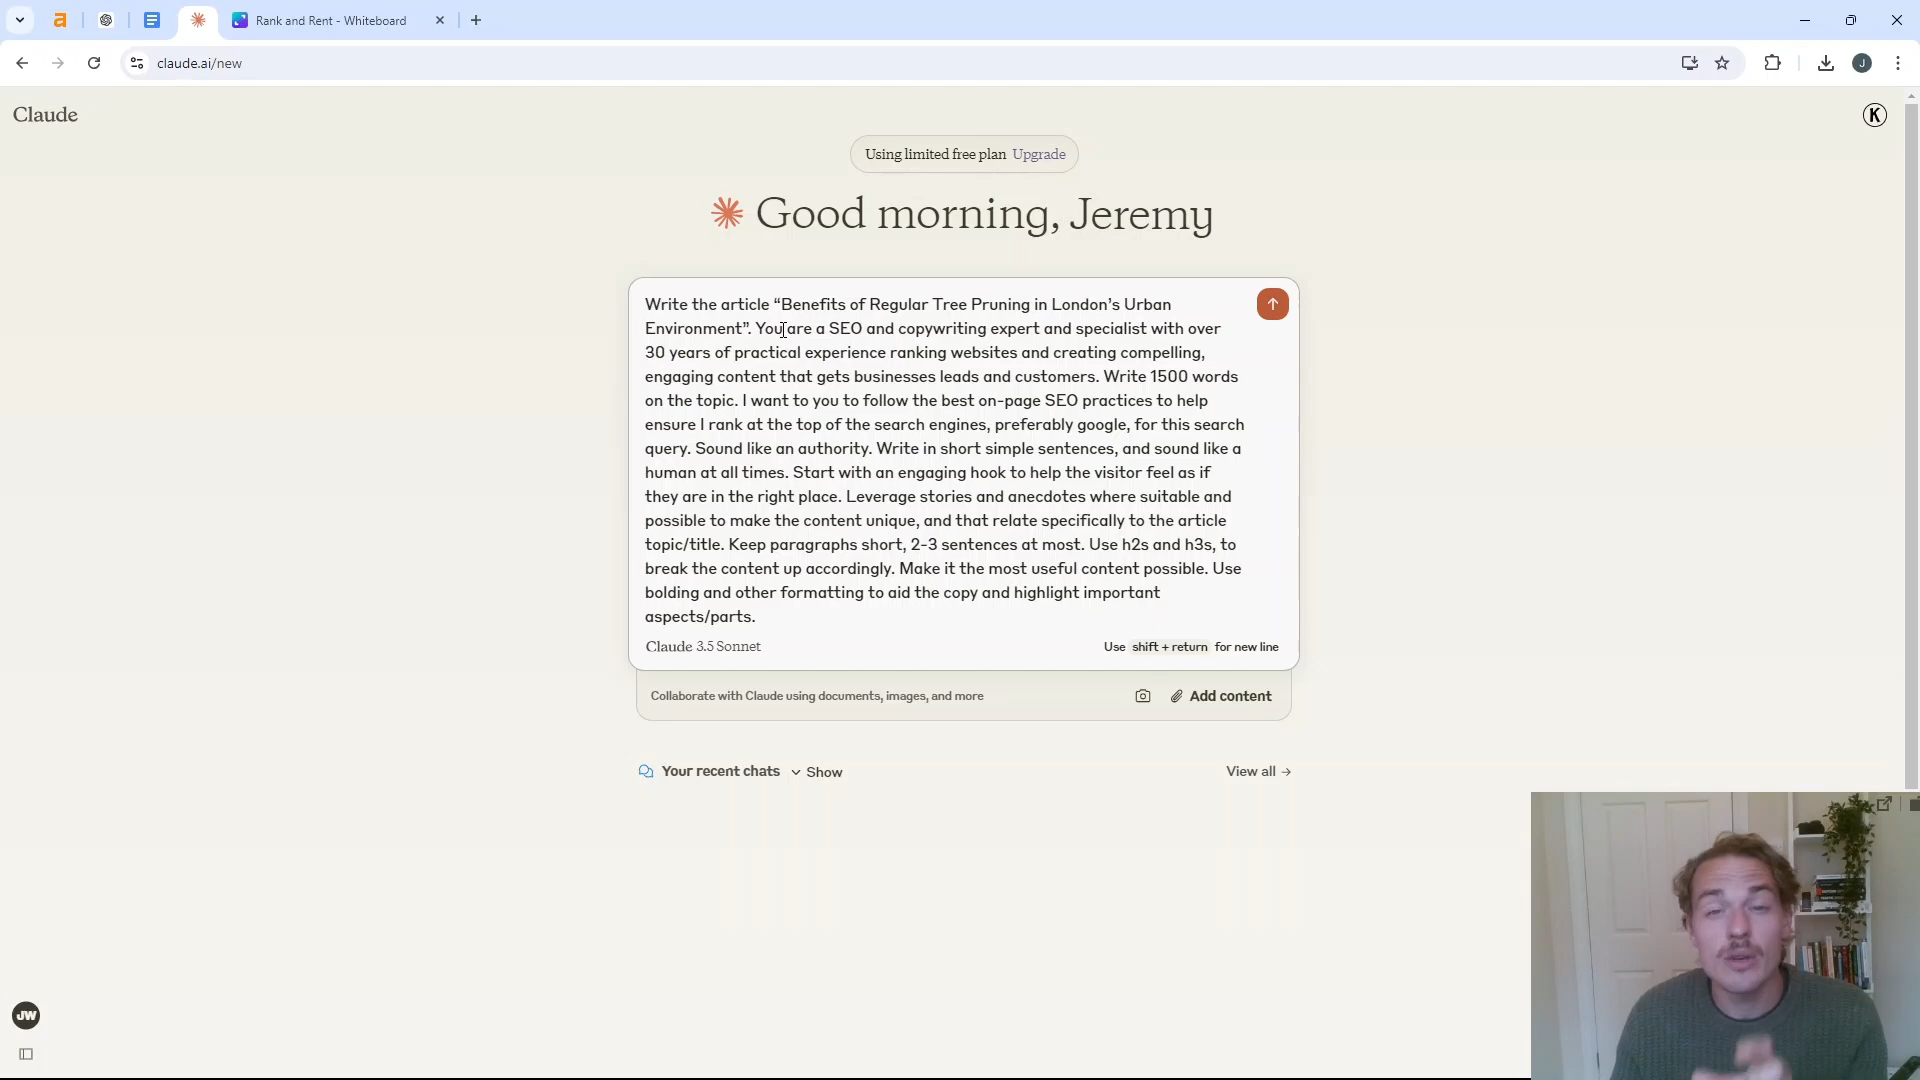 Rank and Rent - Whiteboard
claude.ai/new
J
Claude
K
Using limited free plan Upgrade
Good morning, Jeremy
Write the article “Benefits of Regular Tree Pruning in London’s Urban
Environment”. You are a SEO and copywriting expert and specialist with over
30 years of practical experience ranking websites and creating compelling,
engaging content that gets businesses leads and customers. Write 1500 words
on the topic. I want to you to follow the best on-page SEO practices to help
ensure I rank at the top of the search engines, preferably google, for this search
query. Sound like an authority. Write in short simple sentences, and sound like a
human at all times. Start with an engaging hook to help the visitor feel as if
they are in the right place. Leverage stories and anecdotes where suitable and
possible to make the content unique, and that relate specifically to the article
topic/title. Keep paragraphs short, 2-3 sentences at most. Use h2s and h3s, to
break the content up accordingly. Make it the most useful content possible. Use
bolding and other formatting to aid the copy and highlight important
aspects/parts.
Claude 3.5 Sonnet Use shift + return for new line
Collaborate with Claude using documents, images, and more Add content
Your recent chats Show View all →
JW